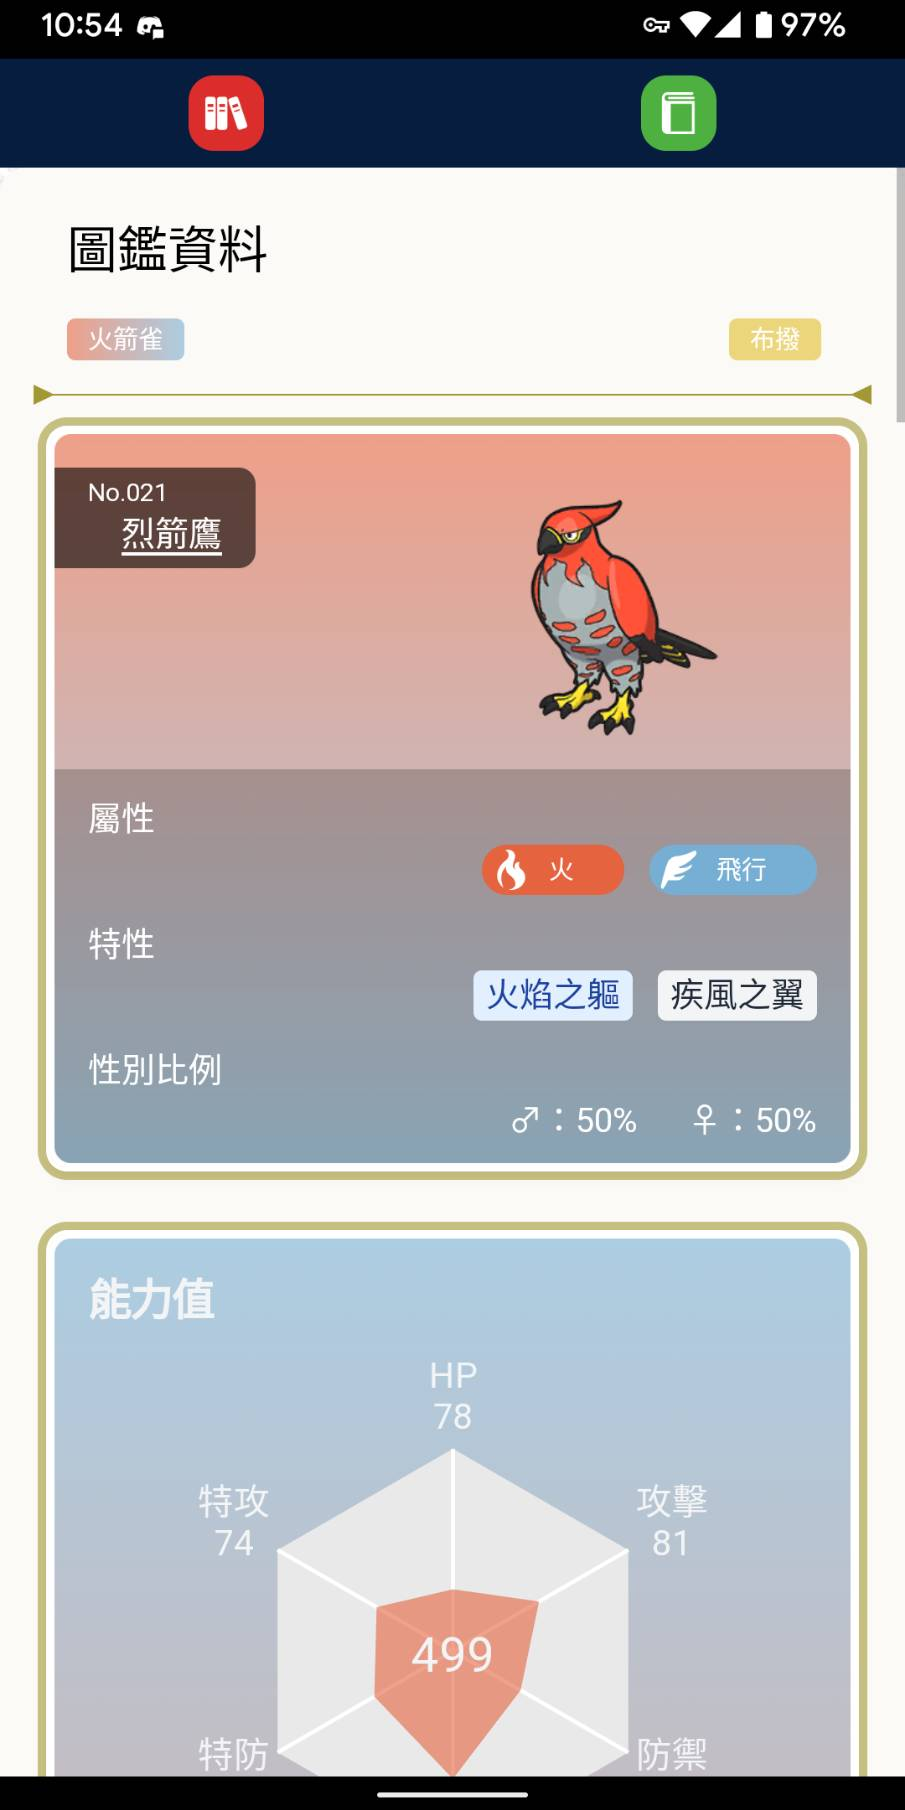 10:54
97%
圖鑑資料
火箭雀
布撥
No.021
烈箭鷹
屬性
火 飛行
特性
火焰之軀 疾風之翼
性別比例
♂：50% ♀：50%
能力值
HP
78
特攻
74
攻擊
81
499
特防
防禦